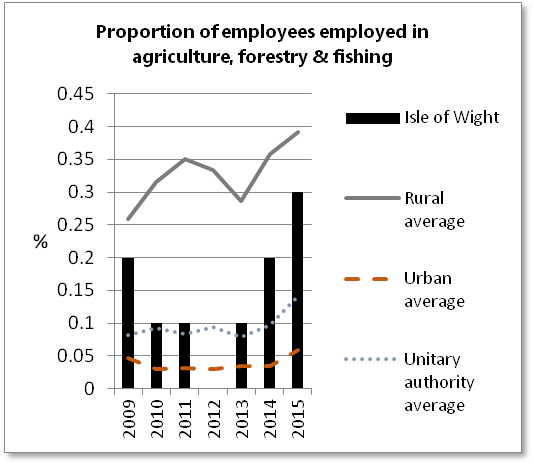 Proportion of employees employed in
agriculture, forestry & fishing
0.45
0.4
0.35
0.3
0.25
0.2
0.15
0.1
0.05
0
%
2009
2010
2011
2012
2013
2014
2015
Isle of Wight
Rural
average
Urban
average
Unitary
authority
average